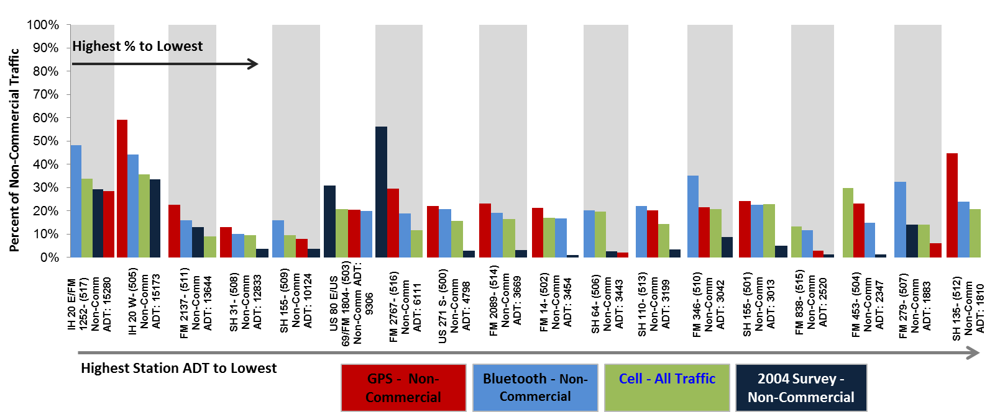 Percent of Non-Commercial Traffic
100%
90%
80%
70%
60%
50%
40%
30%
20%
10%
0%
Highest % to Lowest
IH 20 E/FM
1252- (517)
Non-Comm
ADT: 15280
IH 20 W- (505)
Non-Comm
ADT: 15173
FM 2137- (511)
Non-Comm
ADT: 13644
SH 31- (508)
Non-Comm
ADT: 12833
SH 155- (509)
Non-Comm
ADT: 10124
US 80 E/US
69/FM 1804- (503)
Non-Comm ADT:
9306
FM 2767- (516)
Non-Comm
ADT: 6111
US 271 S- (500)
Non-Comm
ADT: 4798
FM 2089- (514)
Non-Comm
ADT: 3669
FM 14- (502)
Non-Comm
ADT: 3454
SH 64- (506)
Non-Comm
ADT: 3443
SH 110- (513)
Non-Comm
ADT: 3199
FM 346- (510)
Non-Comm
ADT: 3042
SH 155- (501)
Non-Comm
ADT: 3013
FM 838- (515)
Non-Comm
ADT: 2520
FM 453- (504)
Non-Comm
ADT: 2347
FM 279- (507)
Non-Comm
ADT: 1883
SH 135- (512)
Non-Comm
ADT: 1810
Highest Station ADT to Lowest
GPS - Non-
Commercial
Bluetooth - Non-
Commercial
Cell - All Traffic
2004 Survey -
Non-Commercial